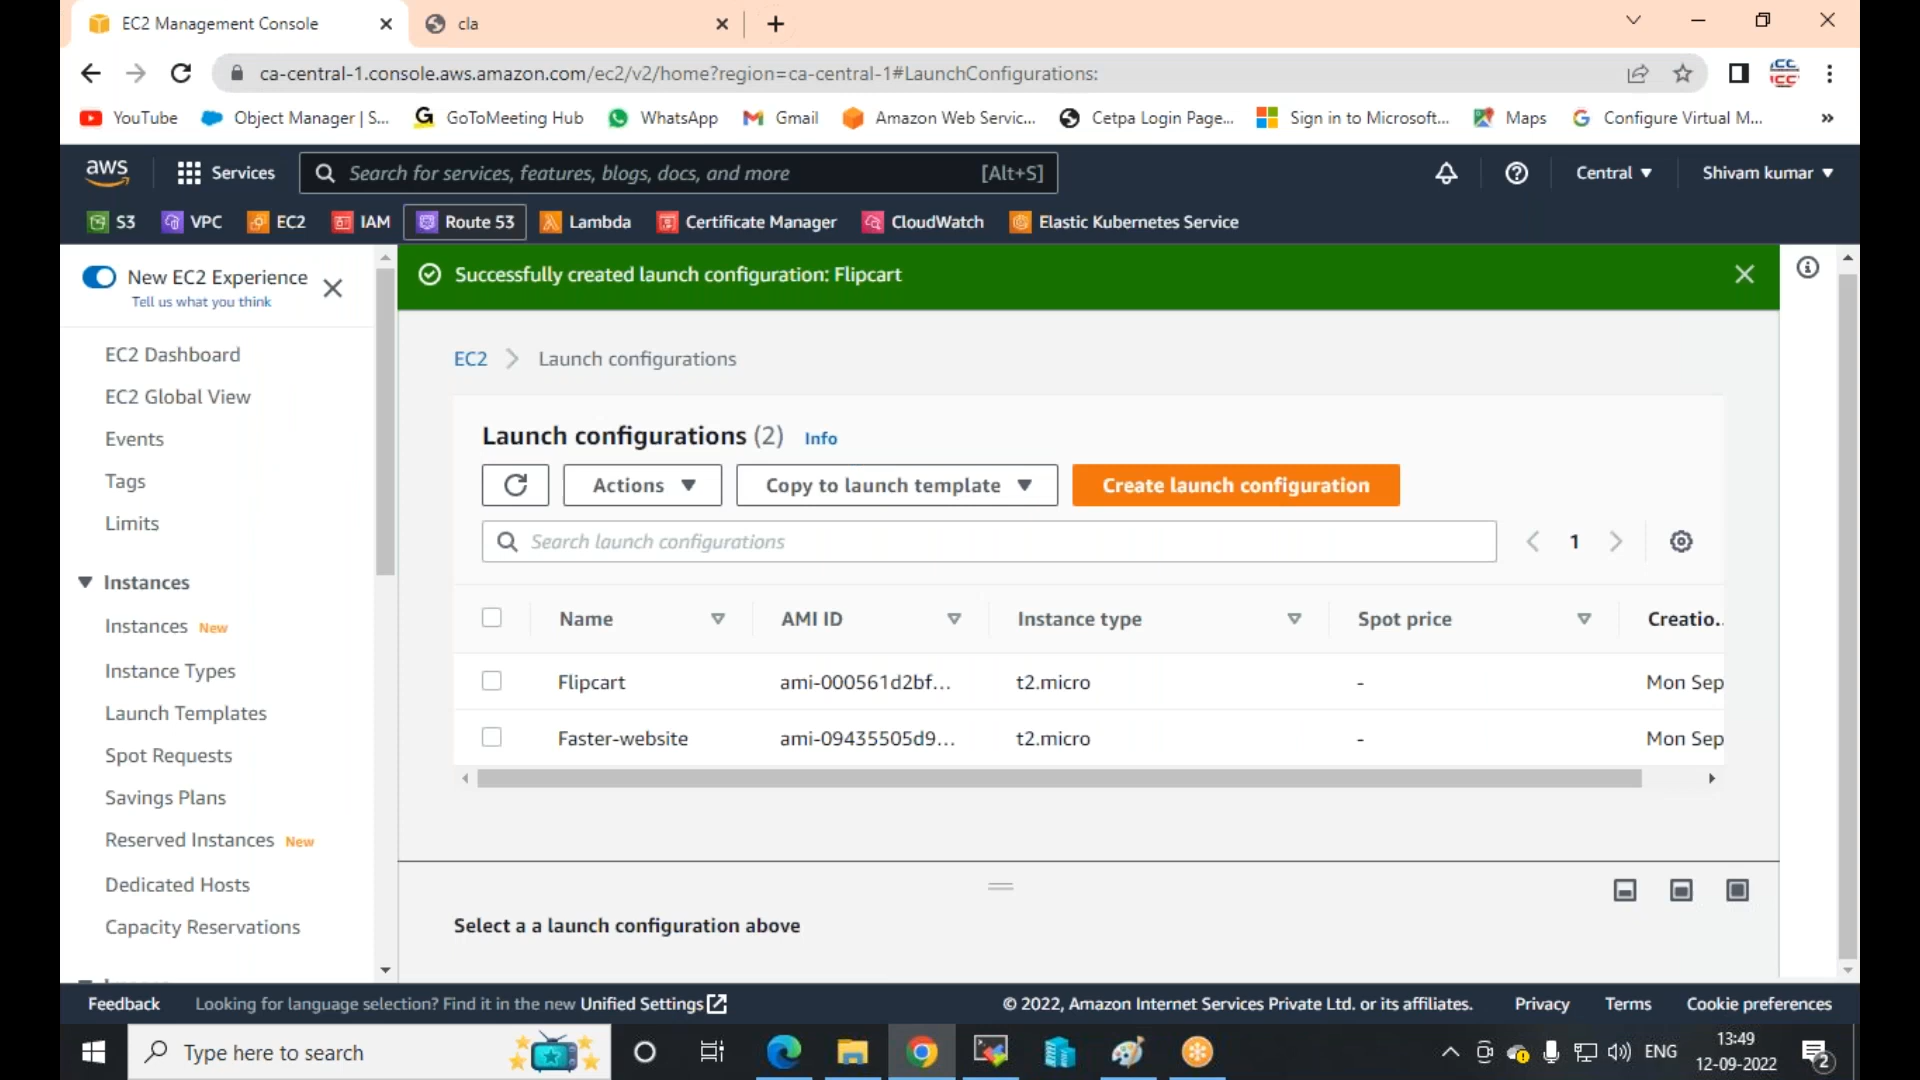 EC2 Management Console
cla
ca-central-1.console.aws.amazon.com/ec2/v2/home?region=ca-central-1#LaunchConfigurations:
YouTube
Object Manager | S...
GoToMeeting Hub
WhatsApp
Gmail
Amazon Web Servic...
Cetpa Login Page...
Sign in to Microsoft...
Maps
Configure Virtual M...
»
aws
Services
Search for services, features, blogs, docs, and more
[Alt+S]
Central
Shivam kumar
S3
VPC
EC2
IAM
Route 53
Lambda
Certificate Manager
CloudWatch
Elastic Kubernetes Service
New EC2 Experience
Tell us what you think
EC2 Dashboard
EC2 Global View
Events
Tags
Limits
Instances
Instances New
Instance Types
Launch Templates
Spot Requests
Savings Plans
Reserved Instances New
Dedicated Hosts
Capacity Reservations
Successfully created launch configuration: Flipcart
EC2 > Launch configurations
Launch configurations (2) Info
Actions
Copy to launch template
Create launch configuration
Search launch configurations
1
Name AMI ID Instance type Spot price Creatio..
Flipcart ami-000561d2bf... t2.micro - Mon Sep
Faster-website ami-09435505d9... t2.micro - Mon Sep
Select a a launch configuration above
Feedback
Looking for language selection? Find it in the new Unified Settings
© 2022, Amazon Internet Services Private Ltd. or its affiliates.
Privacy
Terms
Cookie preferences
Type here to search
ENG
13:49
12-09-2022
2